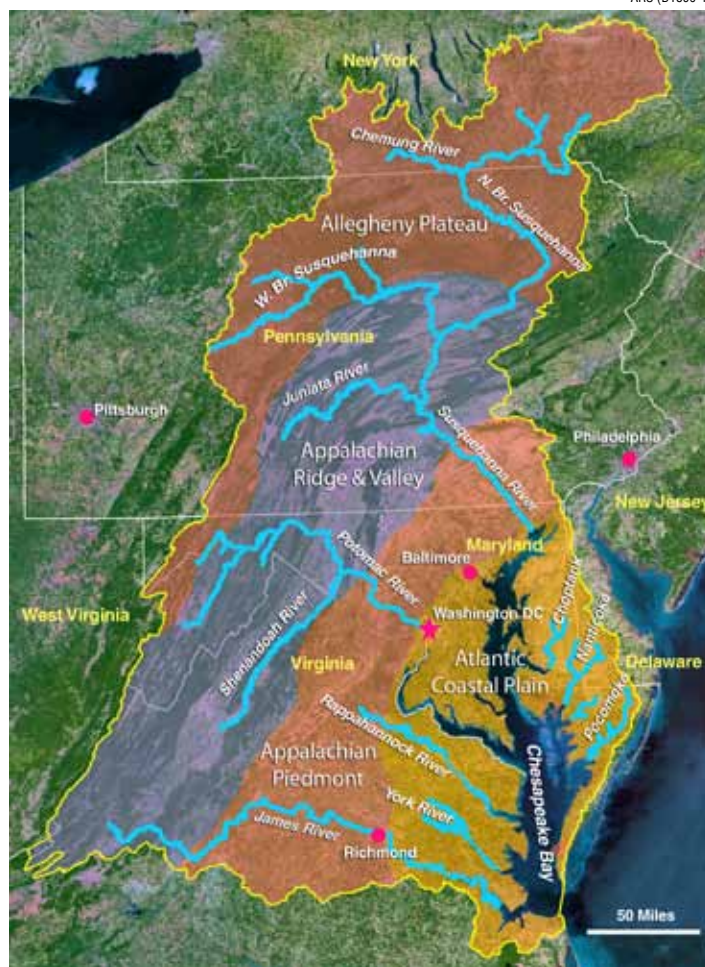 New York
Chemung River
N. Br. Susquehanna
Allegheny Plateau
W. Br. Susquehanna
Pennsylvania
Juniata River
Pittsburgh
Susquehanna River
Philadelphia
Appalachian
Ridge & Valley
New Jersey
Maryland
Baltimore
Potomac River
Choptank
Nanticoke
West Virginia
Shenandoah River
Washington DC
Virginia
Atlantic
Coastal Plain
Delaware
Pocomoke
Rappahannock River
Appalachian
Piedmont
Chesapeake Bay
York River
James River
Richmond
50 Miles